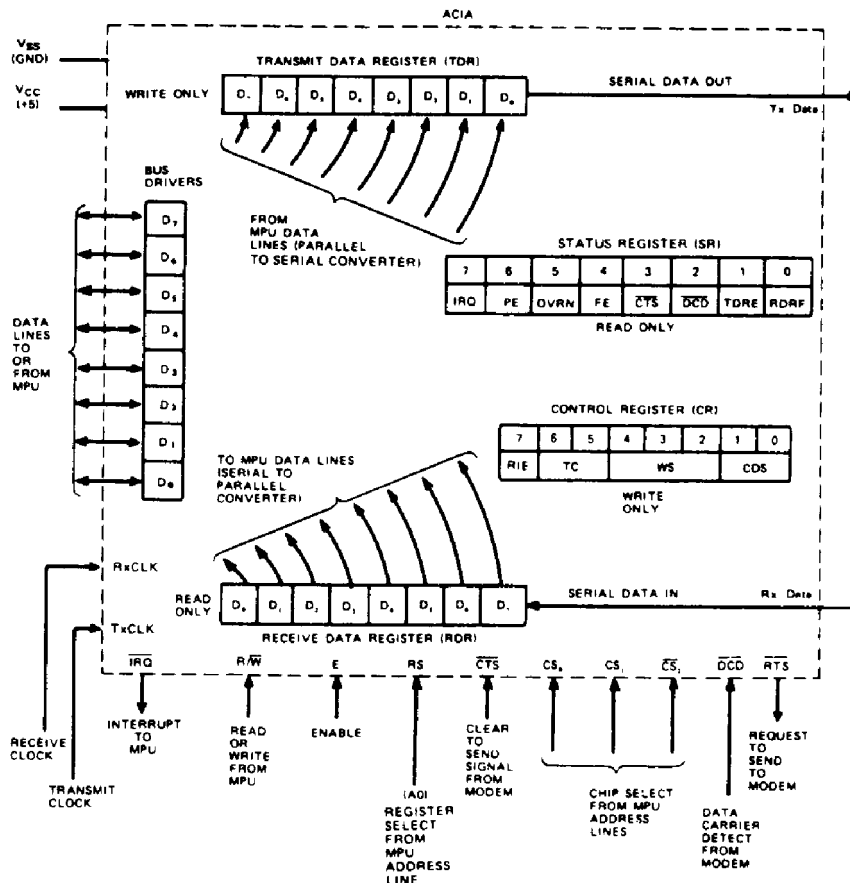 ACIA
VSS
(GND)
VCC
(+5)
TRANSMIT DATA REGISTER (TDR)
WRITE ONLY
SERIAL DATA OUT
Tx Data
BUS
DRIVERS
D7
D6
D5
D4
D3
D2
D1
D0
DATA
LINES
TO
OR
FROM
MPU
FROM
MPU DATA
LINES (PARALLEL
TO SERIAL CONVERTER)
STATUS REGISTER (SR)
7 6 5 4 3 2 1 0
IRQ PE OVRN FE C̅T̅S̅ D̅C̅D̅ TDRE RDRF
READ ONLY
CONTROL REGISTER (CR)
7 6 5 4 3 2 1 0
RIE TC WS CDS
WRITE
ONLY
TO MPU DATA LINES
(SERIAL TO
PARALLEL
CONVERTER)
RxCLK
READ
ONLY
SERIAL DATA IN
Rx Data
RECEIVE DATA REGISTER (RDR)
TxCLK
I̅R̅Q̅ R/W̅ E RS C̅T̅S̅ CS0 CS1 D̅C̅D̅ R̅T̅S̅
RECEIVE
CLOCK
TRANSMIT
CLOCK
INTERRUPT
TO
MPU
READ
OR
WRITE
FROM
MPU
ENABLE
(A0)
REGISTER
SELECT
FROM
MPU
ADDRESS
LINE
CLEAR
TO
SEND
SIGNAL
FROM
MODEM
CHIP SELECT
FROM MPU
ADDRESS
LINES
DATA
CARRIER
DETECT
FROM
MODEM
REQUEST
TO
SEND
TO
MODEM